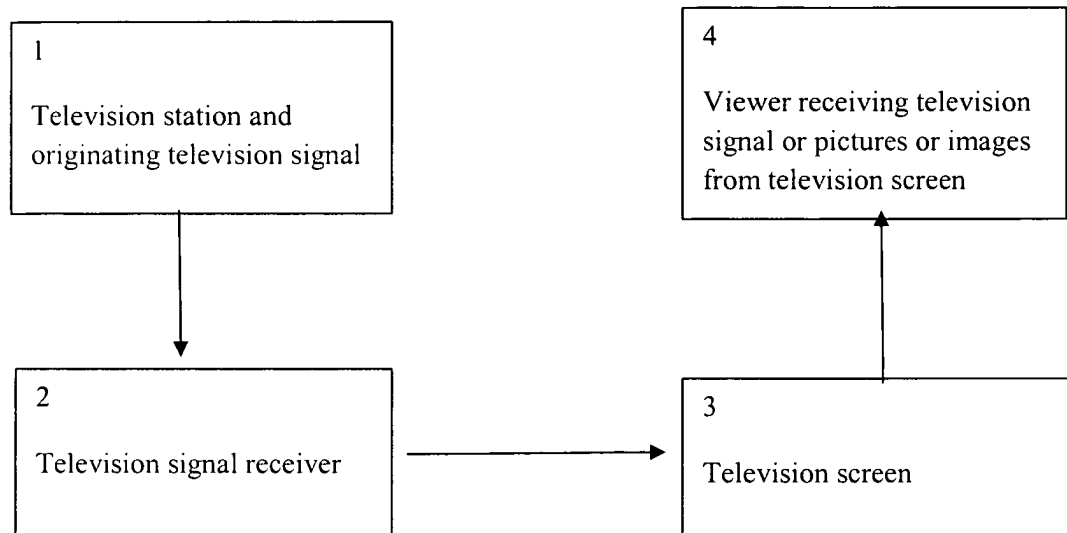 1
Television station and
originating television signal
2
Television signal receiver
3
Television screen
4
Viewer receiving television
signal or pictures or images
from television screen